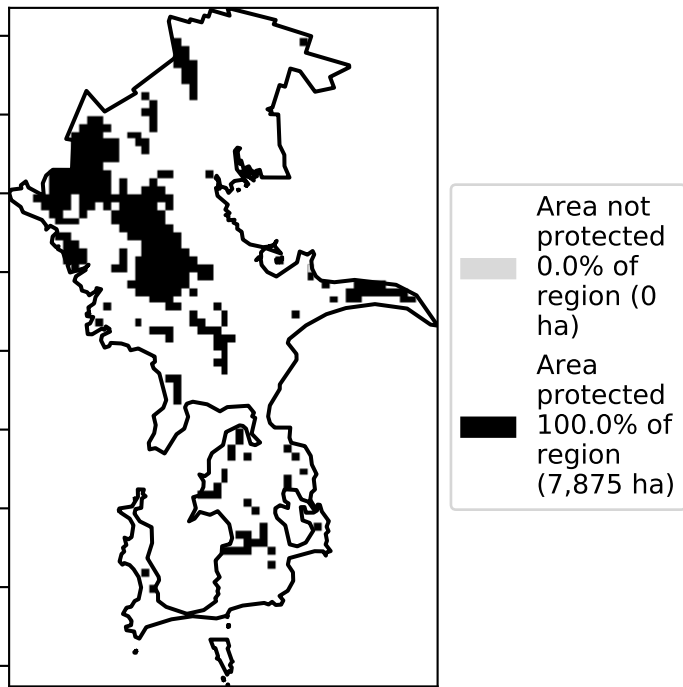 Area not
protected
0.0% of
region (0
ha)
Area
protected
100.0% of
region
(7,875 ha)